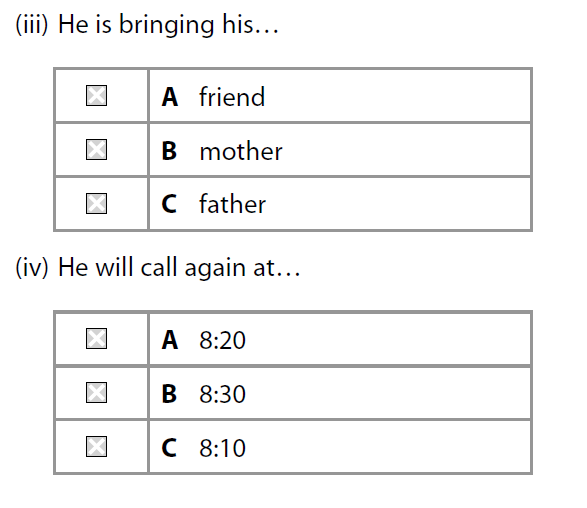 (iii) He is bringing his...
A friend
B mother
C father
(iv) He will call again at...
A 8:20
B 8:30
C 8:10